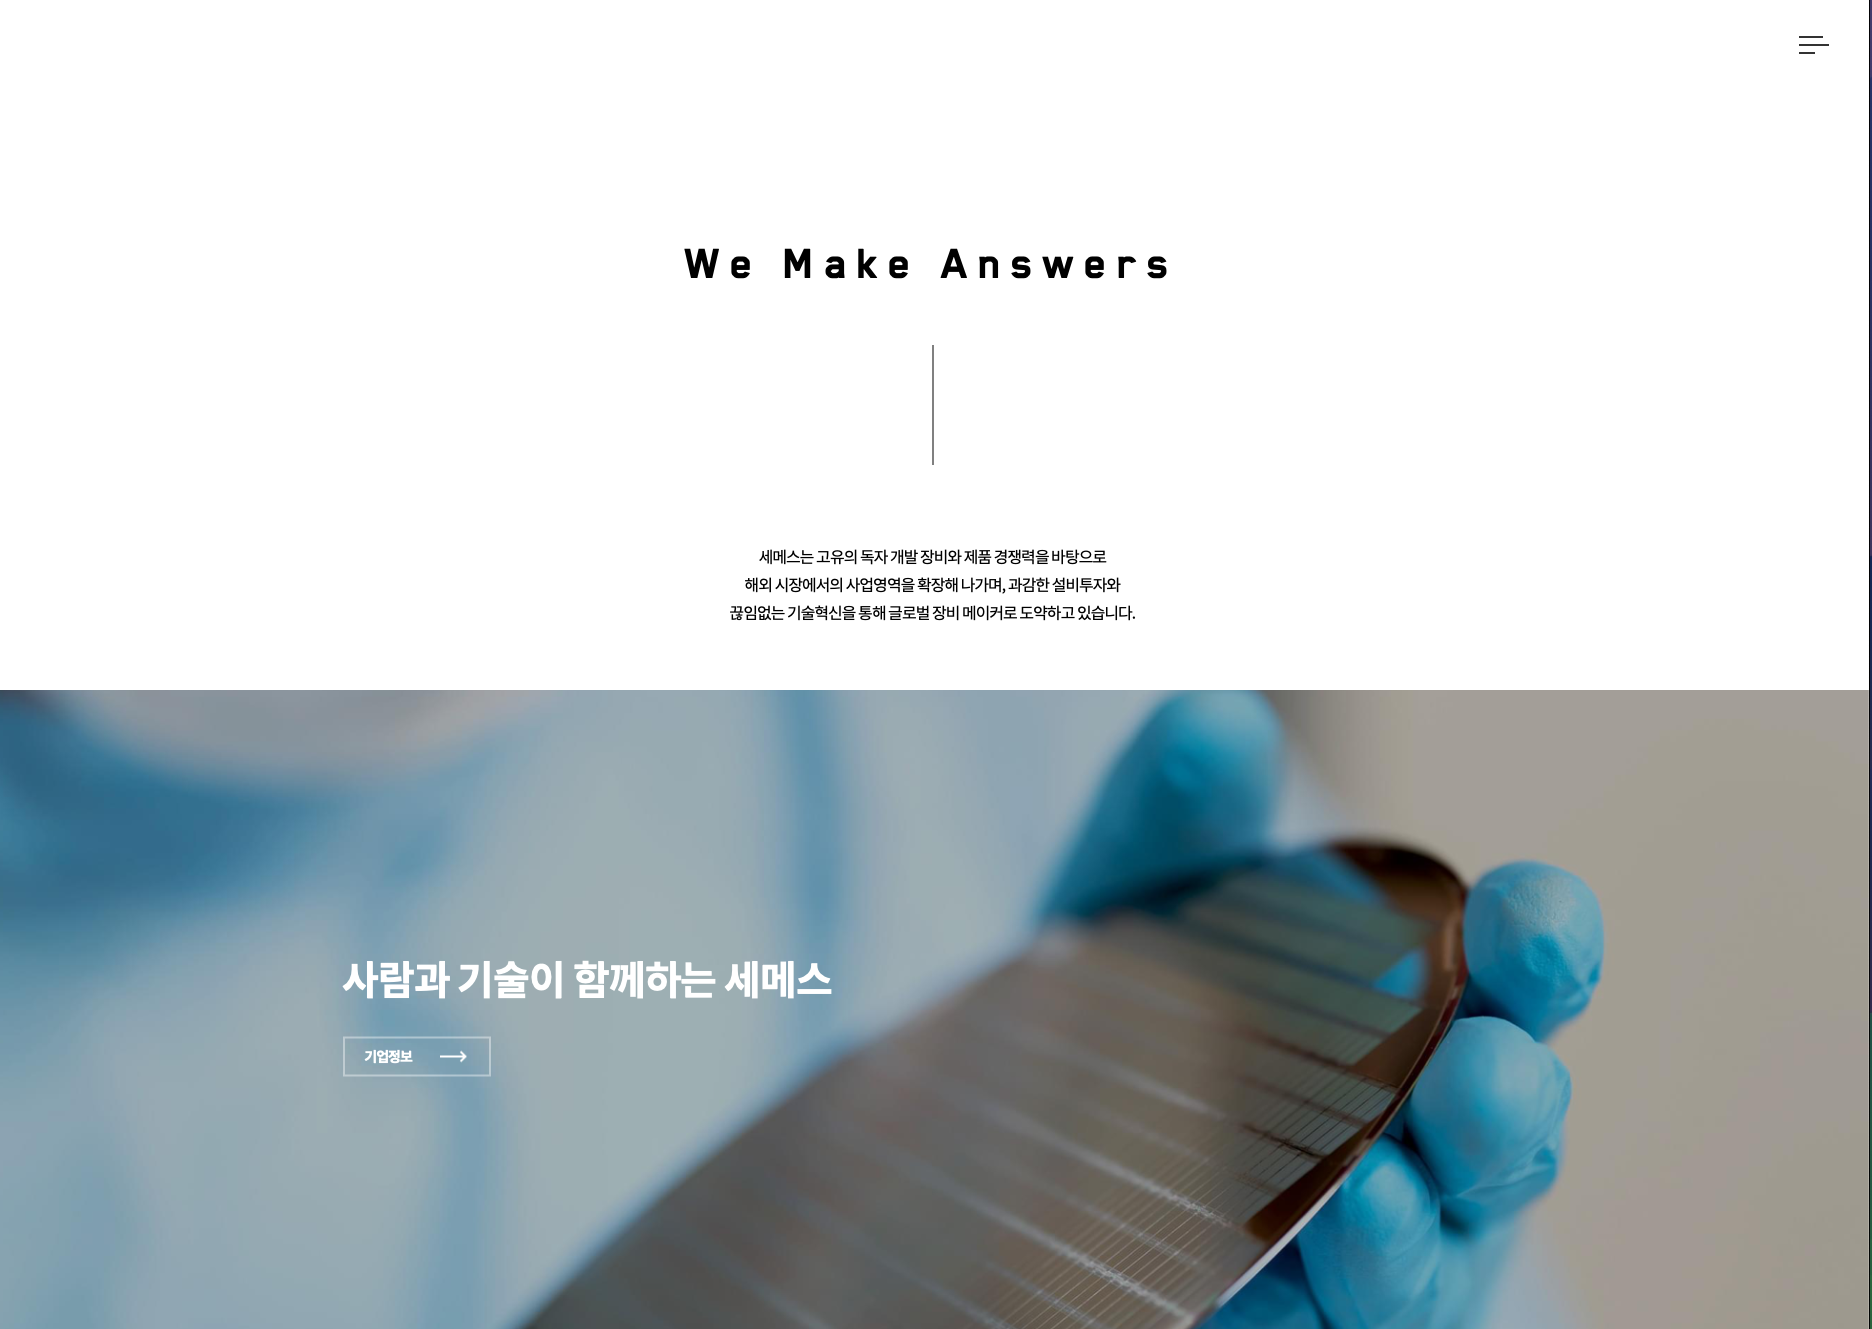 We Make Answers
세메스는 고유의 독자 개발 장비와 제품 경쟁력을 바탕으로
해외 시장에서의 사업영역을 확장해 나가며, 과감한 설비투자와
끊임없는 기술혁신을 통해 글로벌 장비 메이커로 도약하고 있습니다.
사람과 기술이 함께하는 세메스
기업정보